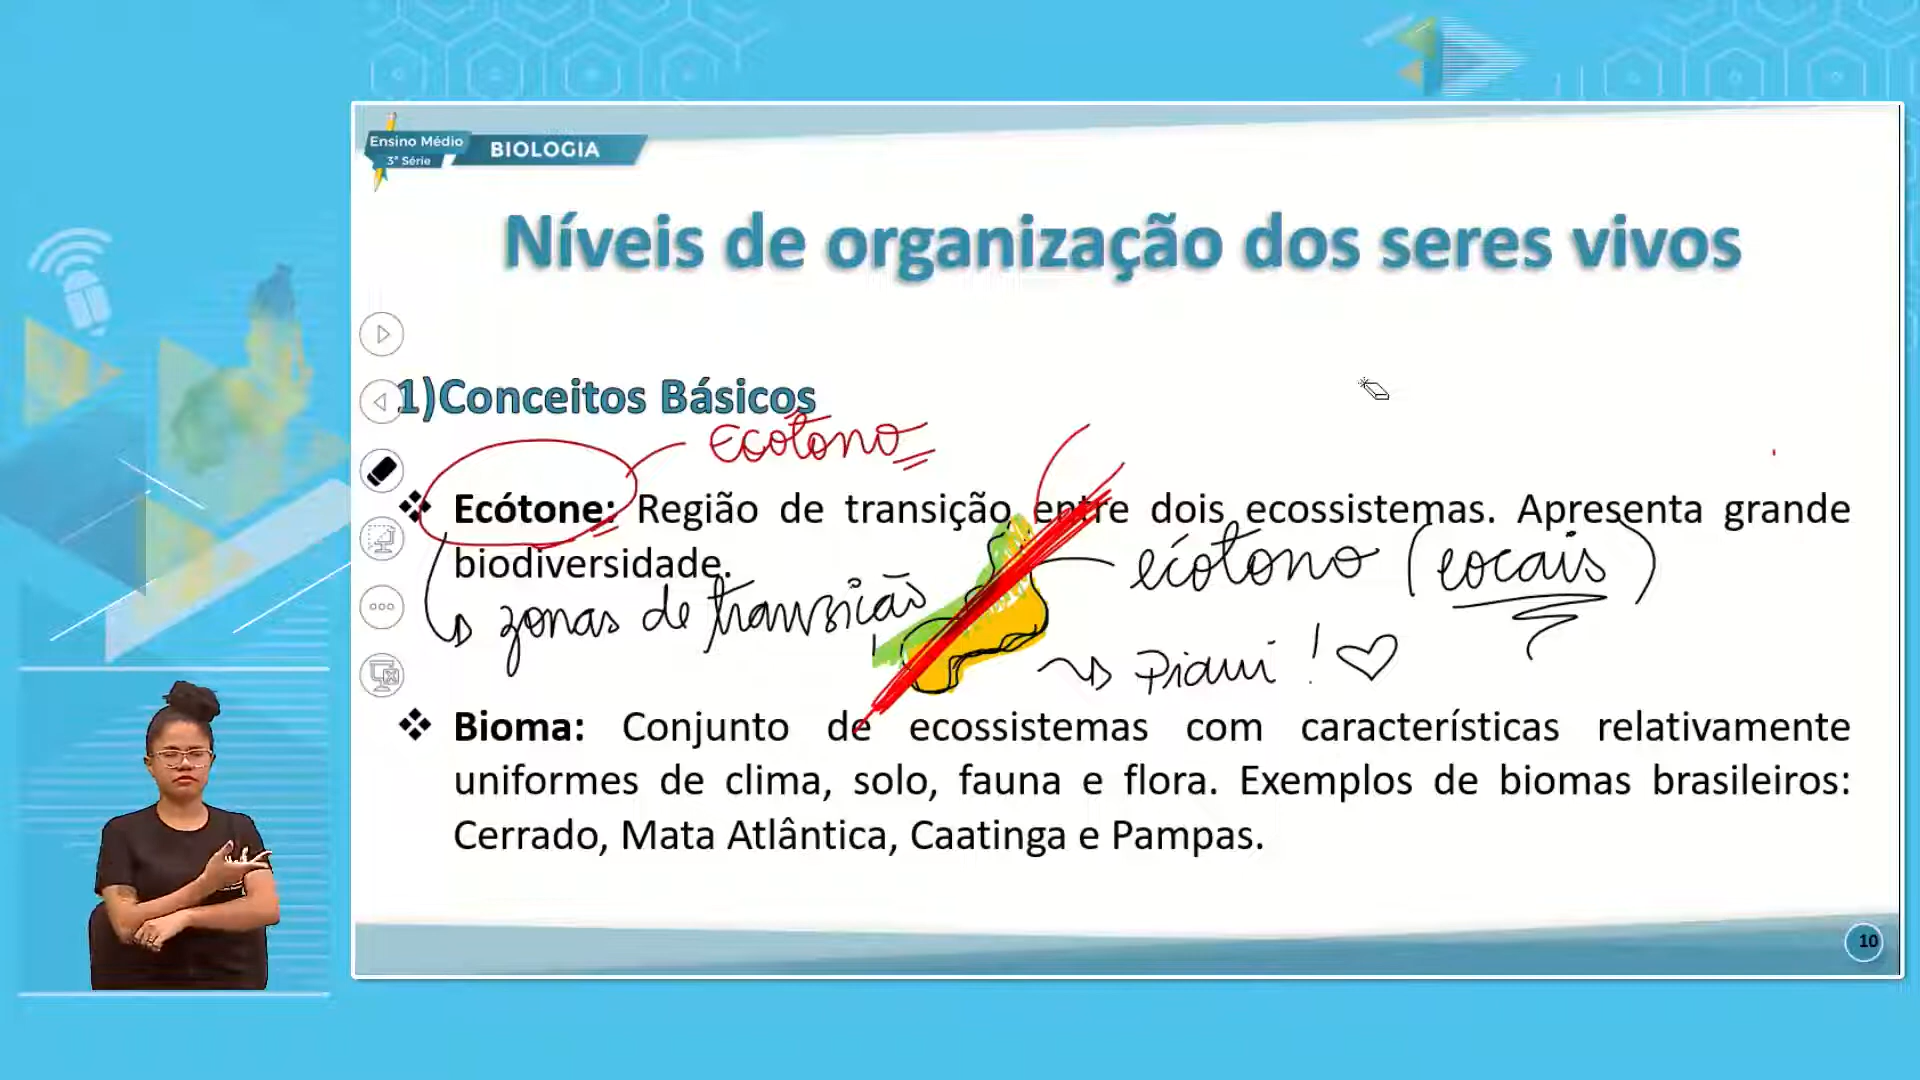 Ensino Médio
3ª Série
BIOLOGIA
Níveis de organização dos seres vivos
1)Conceitos Básicos
Ecotono
❖ Ecótone: Região de transição entre dois ecossistemas. Apresenta grande
biodiversidade.
ecótono (cocais)
zonas de transição
Piaui ! ♡
❖ Bioma: Conjunto de ecossistemas com características relativamente
uniformes de clima, solo, fauna e flora. Exemplos de biomas brasileiros:
Cerrado, Mata Atlântica, Caatinga e Pampas.
10